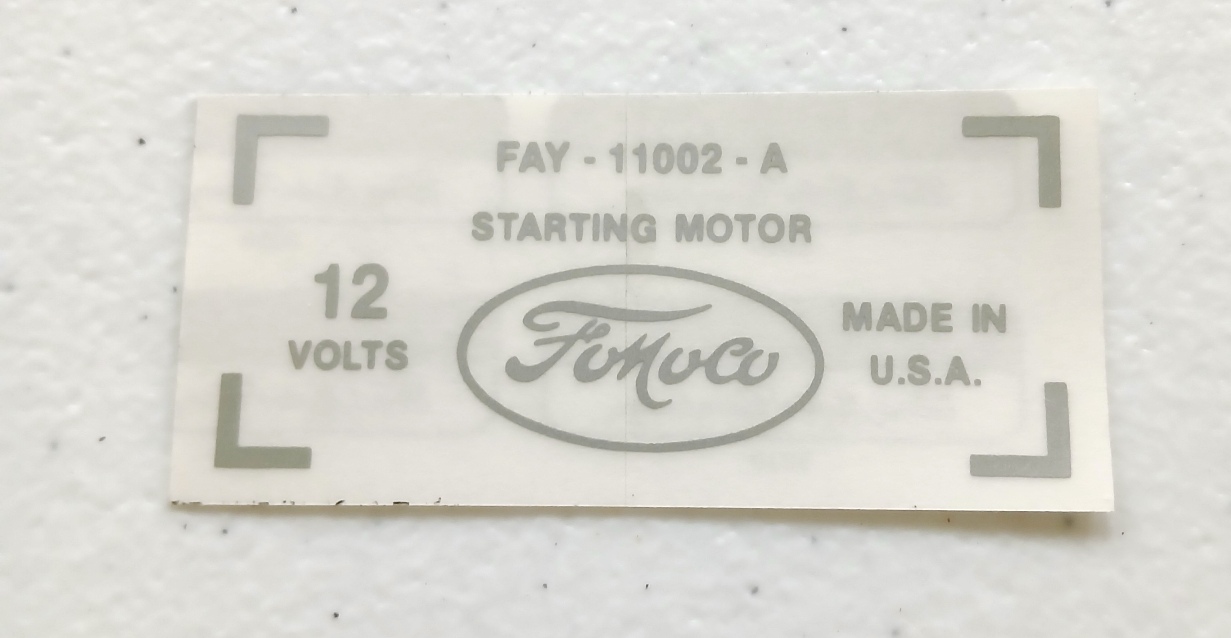 FAY - 11002 - A
STARTING MOTOR
12
VOLTS
FoMoCo
MADE IN
U.S.A.